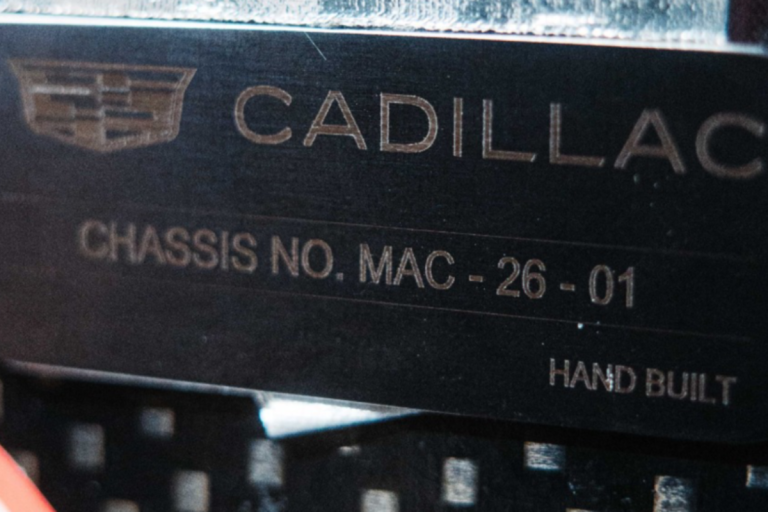 CADILLAC
CHASSIS NO. MAC - 26 - 01
HAND BUILT